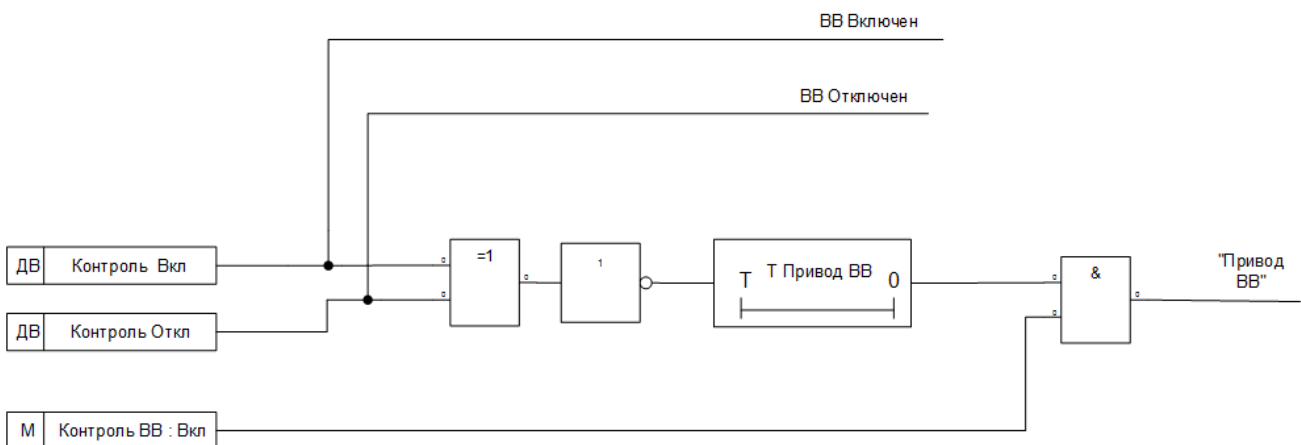 ВВ Включен
ВВ Отключен
ДВ Контроль Вкл
=1
1
T T Привод ВВ 0
&
"Привод
ВВ"
ДВ Контроль Откл
М Контроль ВВ : Вкл